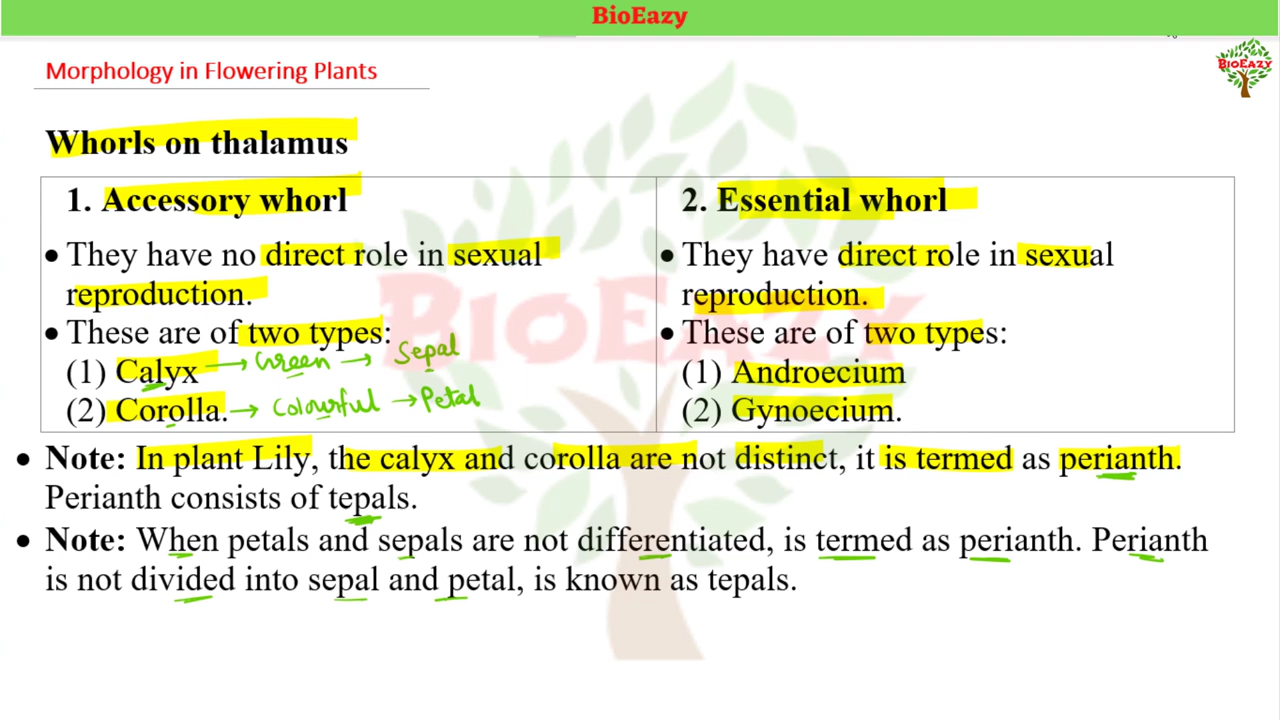 BioEazy
Morphology in Flowering Plants
BIOEAZY
Whorls on thalamus
1. Accessory whorl
• They have no direct role in sexual
reproduction.
• These are of two types:
(1) Calyx → Green → Sepal
(2) Corolla. → Colourful → Petal
2. Essential whorl
• They have direct role in sexual
reproduction.
• These are of two types:
(1) Androecium
(2) Gynoecium.
BIOEAZY
• Note: In plant Lily, the calyx and corolla are not distinct, it is termed as perianth.
Perianth consists of tepals.
• Note: When petals and sepals are not differentiated, is termed as perianth. Perianth
is not divided into sepal and petal, is known as tepals.